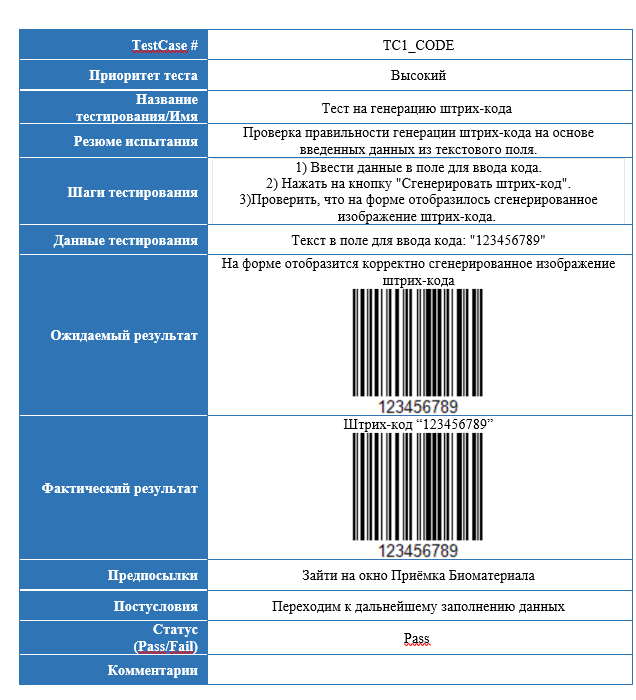 TestCase # TC1_CODE
Приоритет теста Высокий
Название
тестирования/Имя Тест на генерацию штрих-кода
Резюме испытания Проверка правильности генерации штрих-кода на основе
введенных данных из текстового поля.
Шаги тестирования 1) Ввести данные в поле для ввода кода.
2) Нажать на кнопку "Сгенерировать штрих-код".
3)Проверить, что на форме отобразилось сгенерированное
изображение штрих-кода.
Данные тестирования Текст в поле для ввода кода: "123456789"
Ожидаемый результат На форме отобразится корректно сгенерированное изображение
штрих-кода
123456789
Фактический результат Штрих-код “123456789”
123456789
Предпосылки Зайти на окно Приёмка Биоматериала
Постусловия Переходим к дальнейшему заполнению данных
Статус
(Pass/Fail) Pass
Комментарии